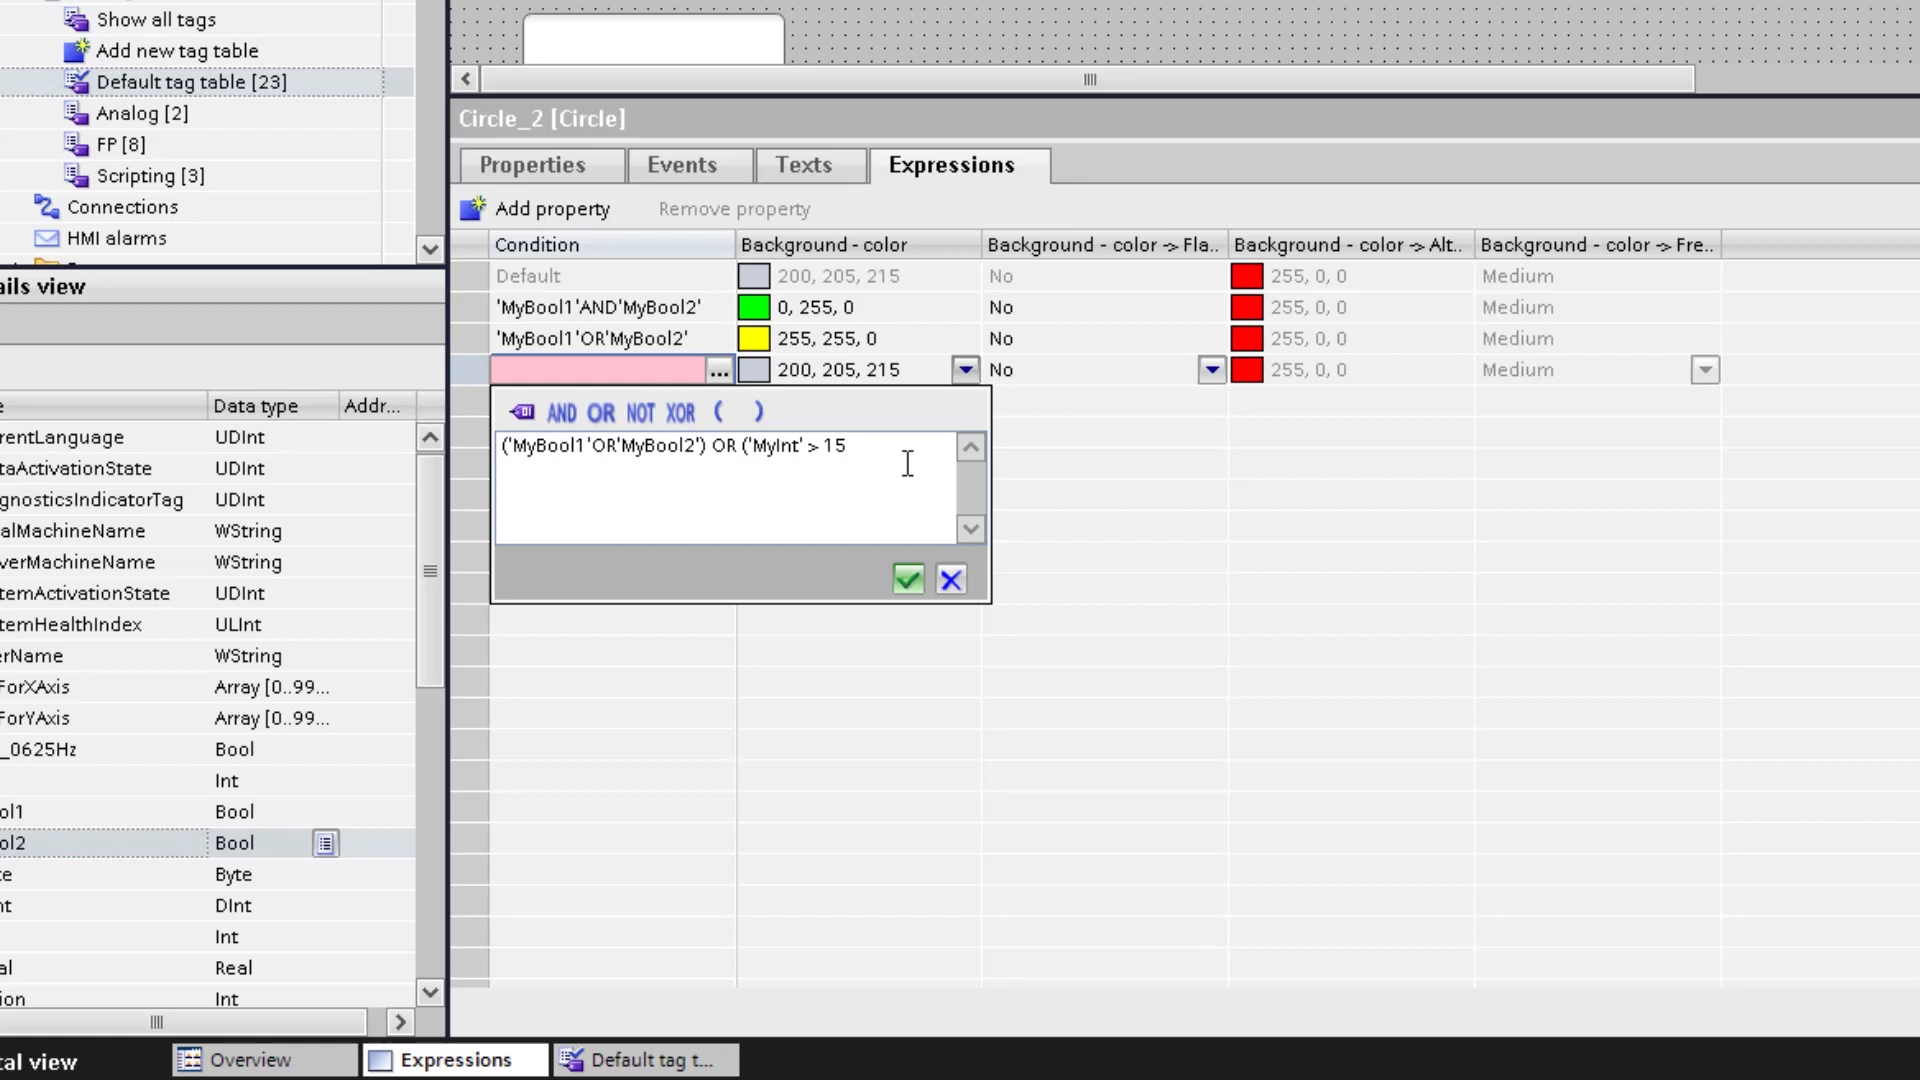 Show all tags
Add new tag table
Default tag table [23]
Analog [2]
FP [8]
Scripting [3]
Connections
HMI alarms
ails view
e Data type Addr...
rentLanguage UDInt
taActivationState UDInt
gnosticsIndicatorTag UDInt
alMachineName WString
verMachineName WString
temActivationState UDInt
temHealthIndex ULInt
erName WString
ForXAxis Array [0..99...
ForYAxis Array [0..99...
_0625Hz Bool
Int
ol1 Bool
ol2 Bool
te Byte
nt DInt
Int
al Real
ion Int
Circle_2 [Circle]
Properties Events Texts Expressions
Add property Remove property
Condition Background - color Background - color -> Fla.. Background - color -> Alt.. Background - color -> Fre..
Default 200, 205, 215 No 255, 0, 0 Medium
'MyBool1'AND'MyBool2' 0, 255, 0 No 255, 0, 0 Medium
'MyBool1'OR'MyBool2' 255, 255, 0 No 255, 0, 0 Medium
... 200, 205, 215 No 255, 0, 0 Medium
AND OR NOT XOR ( )
('MyBool1'OR'MyBool2') OR ('MyInt' > 15
tal view Overview Expressions Default tag t...